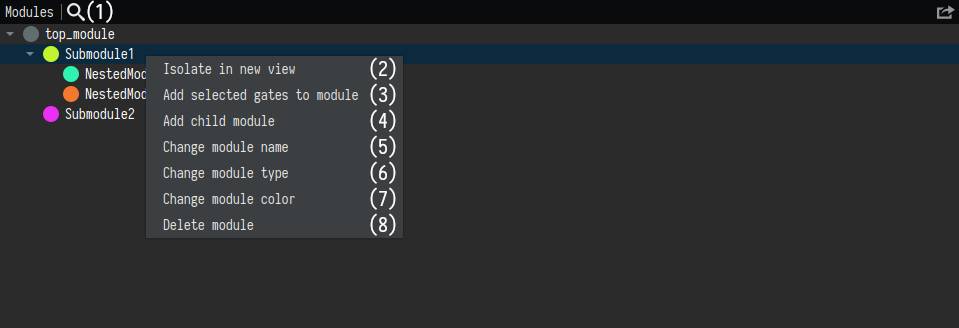 Modules (1)
top_module
Submodule1
Isolate in new view (2)
NestedMod
Add selected gates to module (3)
NestedMod
Submodule2
Add child module (4)
Change module name (5)
Change module type (6)
Change module color (7)
Delete module (8)